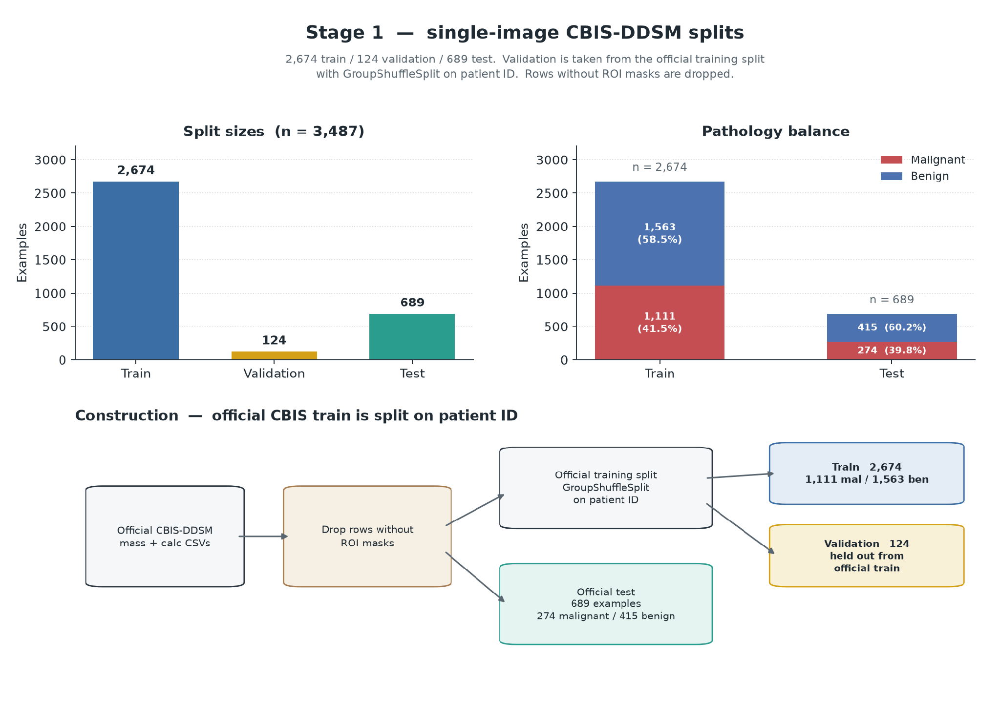 Stage 1 — single-image CBIS-DDSM splits
2,674 train / 124 validation / 689 test. Validation is taken from the official training split
with GroupShuffleSplit on patient ID. Rows without ROI masks are dropped.
Split sizes (n = 3,487)
3000
2500
2000
1500
1000
500
0
Examples
2,674
124
689
Train
Validation
Test
Pathology balance
3000
2500
2000
1500
1000
500
0
Examples
Malignant
Benign
n = 2,674
1,563
(58.5%)
1,111
(41.5%)
n = 689
415 (60.2%)
274 (39.8%)
Train
Test
Construction — official CBIS train is split on patient ID
Official CBIS-DDSM
mass + calc CSVs
Drop rows without
ROI masks
Official training split
GroupShuffleSplit
on patient ID
Official test
689 examples
274 malignant / 415 benign
Train 2,674
1,111 mal / 1,563 ben
Validation 124
held out from
official train